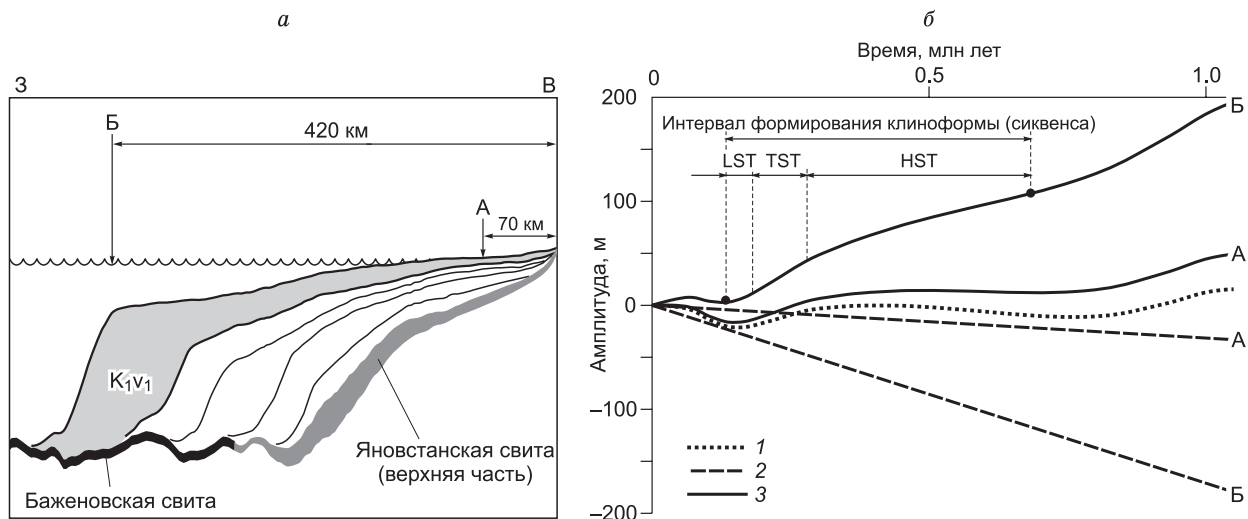 а
З
В
Б
420 км
А
70 км
K₁v₁
Яновстанская свита
(верхняя часть)
Баженовская свита
б
Время, млн лет
0
0.5
1.0
200
Б
Интервал формирования клиноформы (сиквенса)
LST
TST
HST
100
А
0
А
–100
1
2
3
Б
–200
Амплитуда, м